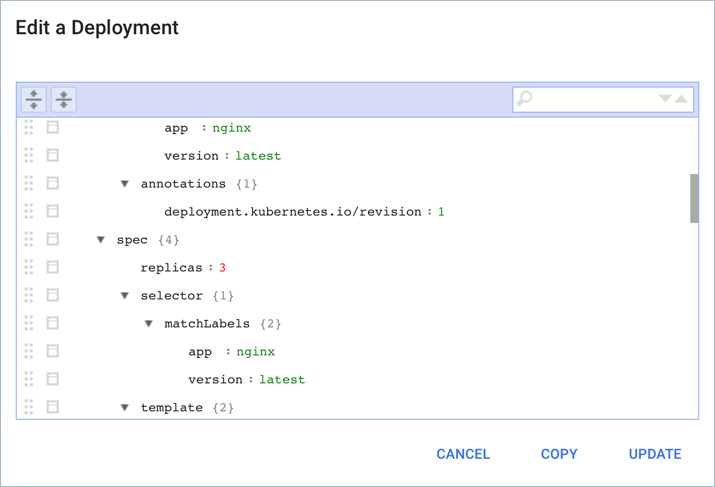 Edit a Deployment
app : nginx
version : latest
annotations {1}
deployment.kubernetes.io/revision : 1
spec {4}
replicas : 3
selector {1}
matchLabels {2}
app : nginx
version : latest
template {2}
CANCEL COPY UPDATE